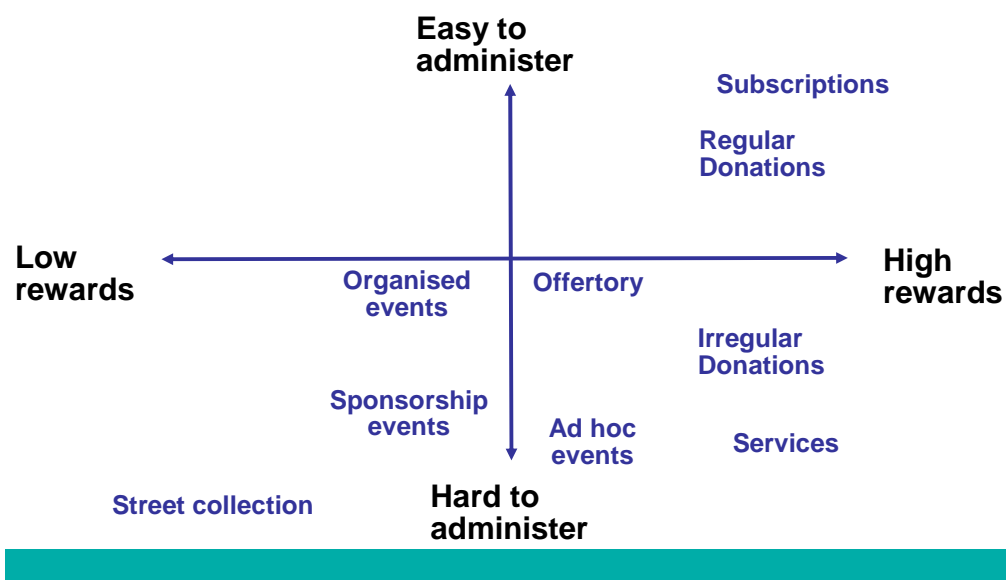 Easy to
administer
Subscriptions
Regular
Donations
Low
rewards
High
rewards
Organised
events
Offertory
Irregular
Donations
Sponsorship
events
Ad hoc
events
Services
Street collection
Hard to
administer